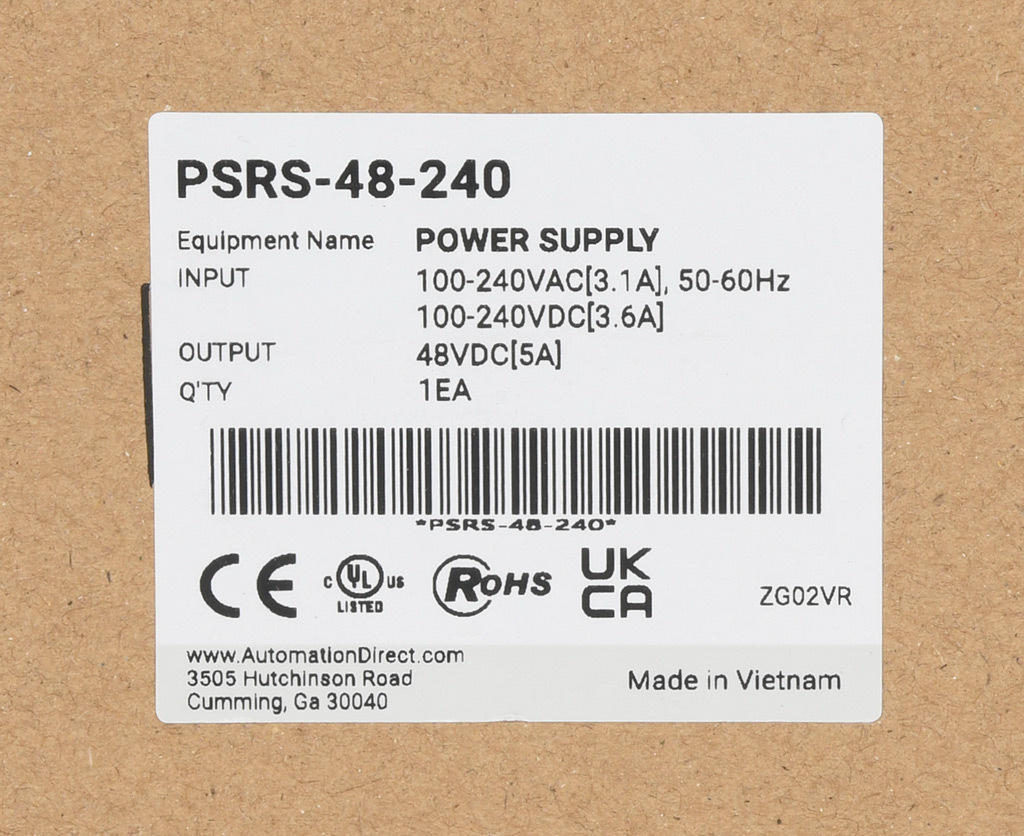 PSRS-48-240
Equipment Name POWER SUPPLY
INPUT 100-240VAC[3.1A], 50-60Hz
100-240VDC[3.6A]
OUTPUT 48VDC[5A]
Q'TY 1EA
*PSRS-48-240*
CE c UL us LISTED RoHS UK CA ZG02VR
www.AutomationDirect.com
3505 Hutchinson Road
Cumming, Ga 30040
Made in Vietnam